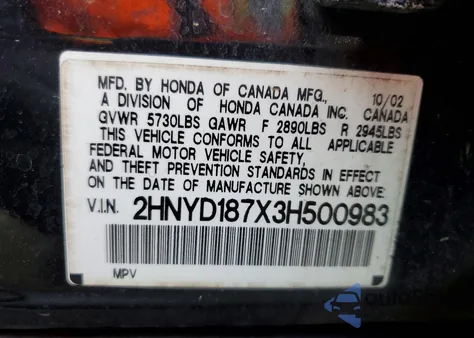 MFD. BY HONDA OF CANADA MFG., 10/02
A DIVISION OF HONDA CANADA INC. CANADA
GVWR 5730LBS GAWR F 2890LBS R 2945LBS
THIS VEHICLE CONFORMS TO ALL APPLICABLE
FEDERAL MOTOR VEHICLE SAFETY,
AND THEFT PREVENTION STANDARDS IN EFFECT
ON THE DATE OF MANUFACTURE SHOWN ABOVE:
V.I.N. 2HNYD187X3H500983
MPV